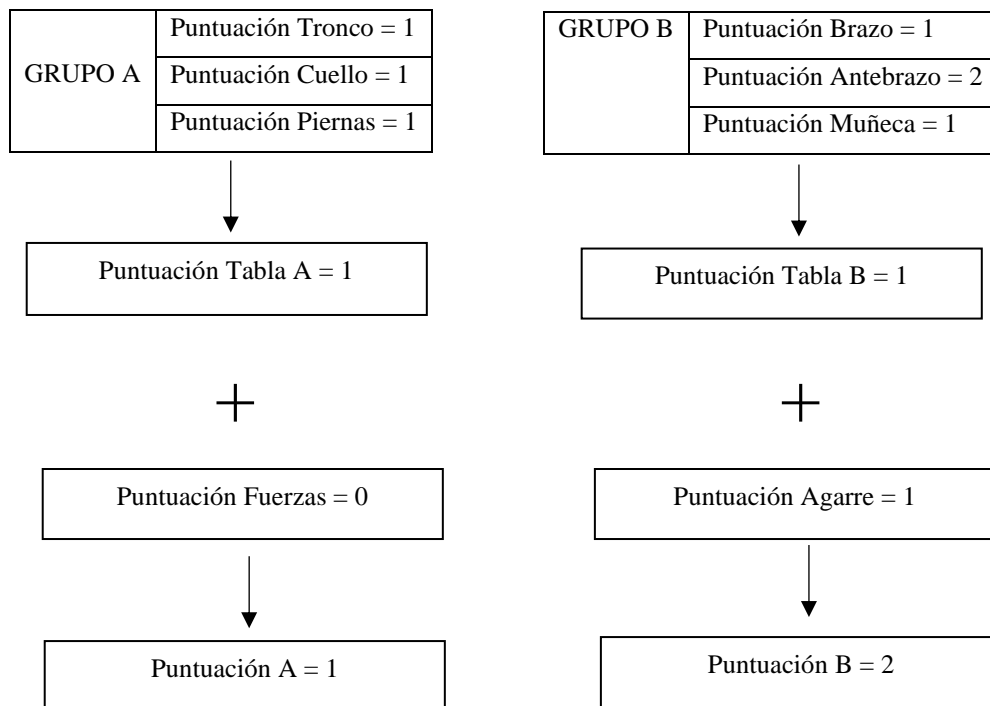 GRUPO A
Puntuación Tronco = 1
Puntuación Cuello = 1
Puntuación Piernas = 1
Puntuación Tabla A = 1
+
Puntuación Fuerzas = 0
Puntuación A = 1
GRUPO B
Puntuación Brazo = 1
Puntuación Antebrazo = 2
Puntuación Muñeca = 1
Puntuación Tabla B = 1
+
Puntuación Agarre = 1
Puntuación B = 2